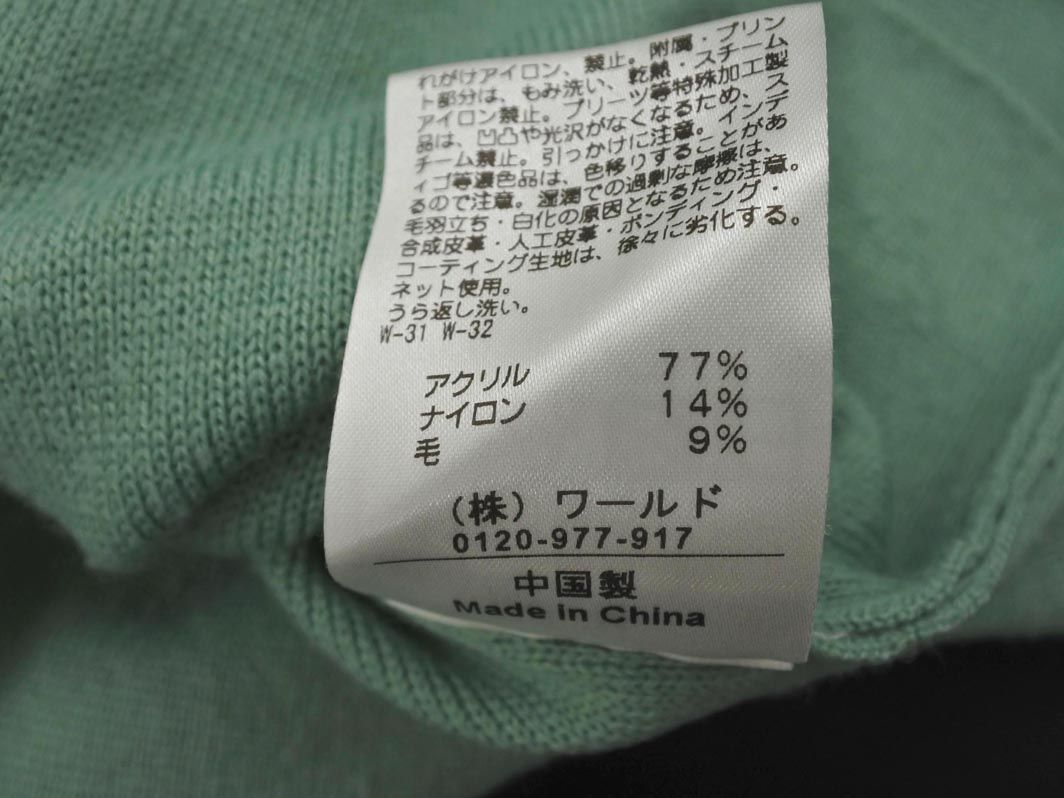 れがけアイロン、禁止。附属・プリン
ト部分は、もみ洗い、乾熱・スチーム
アイロン禁止。プリーツ等特殊加工製
品は、凹凸や光沢がなくなるため、ス
チーム禁止。引っかけに注意。インデ
ィゴ等濃色品は、色移りすることがあ
るので注意。湿潤での過剰な摩擦は、
毛羽立ち・白化の原因となるため注意。
合成皮革・人工皮革・ボンディング・
コーティング生地は、徐々に劣化する。
ネット使用。
うら返し洗い。
W-31 W-32
アクリル 77%
ナイロン 14%
毛 9%
（株）ワールド
0120-977-917
中国製
Made in China